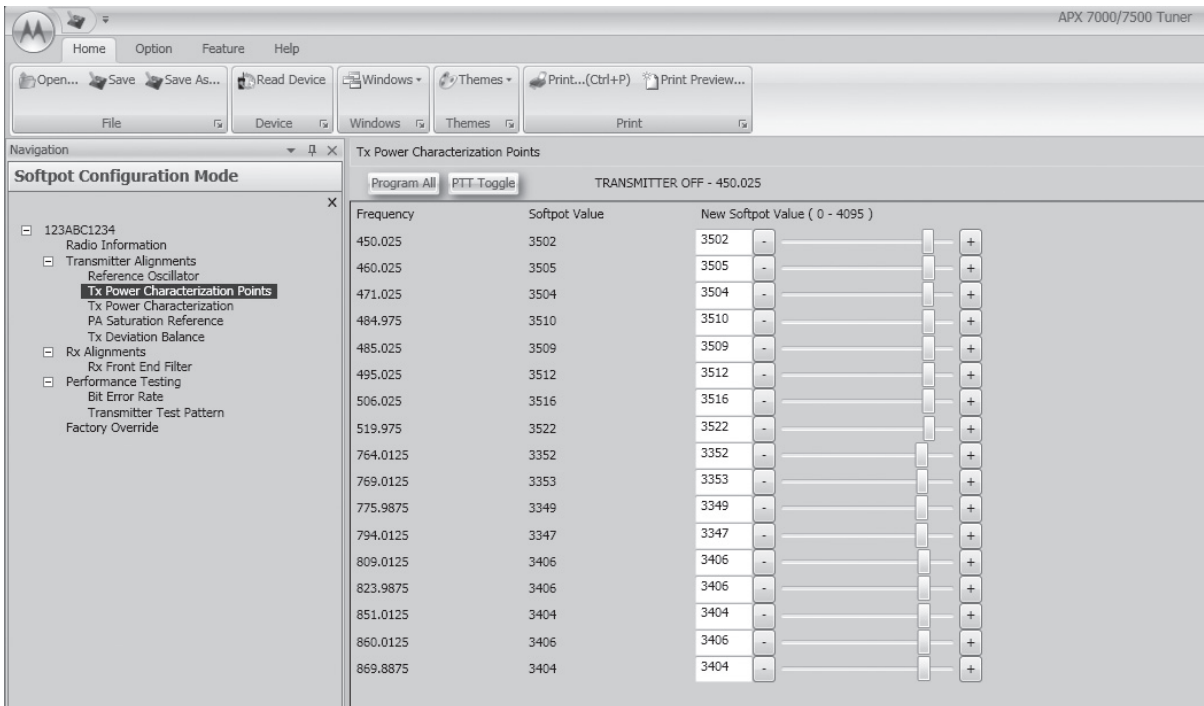 APX 7000/7500 Tuner
Home Option Feature Help
Open... Save Save As... Read Device Windows Themes Print...(Ctrl+P) Print Preview...
File Device Windows Themes Print
Navigation
Softpot Configuration Mode
x
123ABC1234
Radio Information
Transmitter Alignments
Reference Oscillator
Tx Power Characterization Points
Tx Power Characterization
PA Saturation Reference
Tx Deviation Balance
Rx Alignments
Rx Front End Filter
Performance Testing
Bit Error Rate
Transmitter Test Pattern
Factory Override
Tx Power Characterization Points
Program All PTT Toggle TRANSMITTER OFF - 450.025
Frequency Softpot Value New Softpot Value ( 0 - 4095 )
450.025 3502 3502 - +
460.025 3505 3505 - +
471.025 3504 3504 - +
484.975 3510 3510 - +
485.025 3509 3509 - +
495.025 3512 3512 - +
506.025 3516 3516 - +
519.975 3522 3522 - +
764.0125 3352 3352 - +
769.0125 3353 3353 - +
775.9875 3349 3349 - +
794.0125 3347 3347 - +
809.0125 3406 3406 - +
823.9875 3406 3406 - +
851.0125 3404 3404 - +
860.0125 3406 3406 - +
869.8875 3404 3404 - +